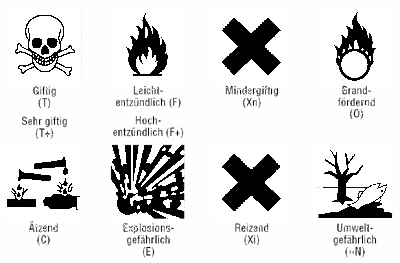 Giftig
(T)
Sehr giftig
(T+)
Leicht-
entzündlich (F)
Hoch-
entzündlich (F+)
Mindergiftig
(Xn)
Brand-
fördernd
(O)
Ätzend
(C)
Explosions-
gefährlich
(E)
Reizend
(Xi)
Umwelt-
gefährlich
(«N)